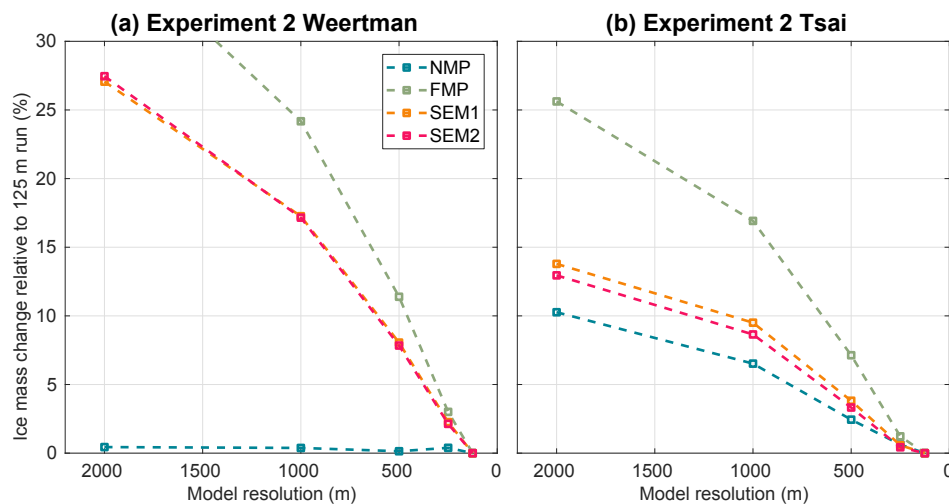 (a) Experiment 2 Weertman
(b) Experiment 2 Tsai
Ice mass change relative to 125 m run (%)
30
25
20
15
10
5
0
NMP
FMP
SEM1
SEM2
2000 1500 1000 500 0
2000 1500 1000 500 0
Model resolution (m)
Model resolution (m)